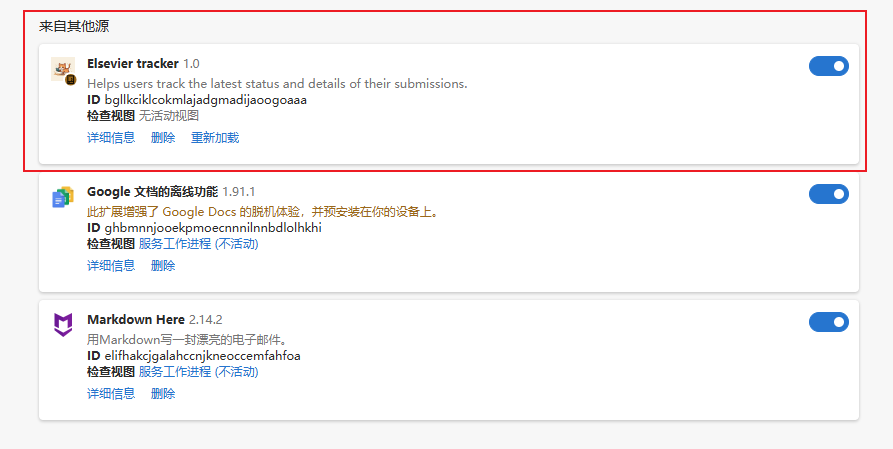 来自其他源
Elsevier tracker 1.0
Helps users track the latest status and details of their submissions.
ID bgllkciklcokmlajadgmadijaoogoaaa
检查视图 无活动视图
详细信息 删除 重新加载
Google 文档的离线功能 1.91.1
此扩展增强了 Google Docs 的脱机体验，并预安装在你的设备上。
ID ghbmnnjooekpmoecnnnilnnbdlolhkhi
检查视图 服务工作进程 (不活动)
详细信息 删除
Markdown Here 2.14.2
用Markdown写一封漂亮的电子邮件。
ID elifhakcjgalahccnjkneoccemfahfoa
检查视图 服务工作进程 (不活动)
详细信息 删除